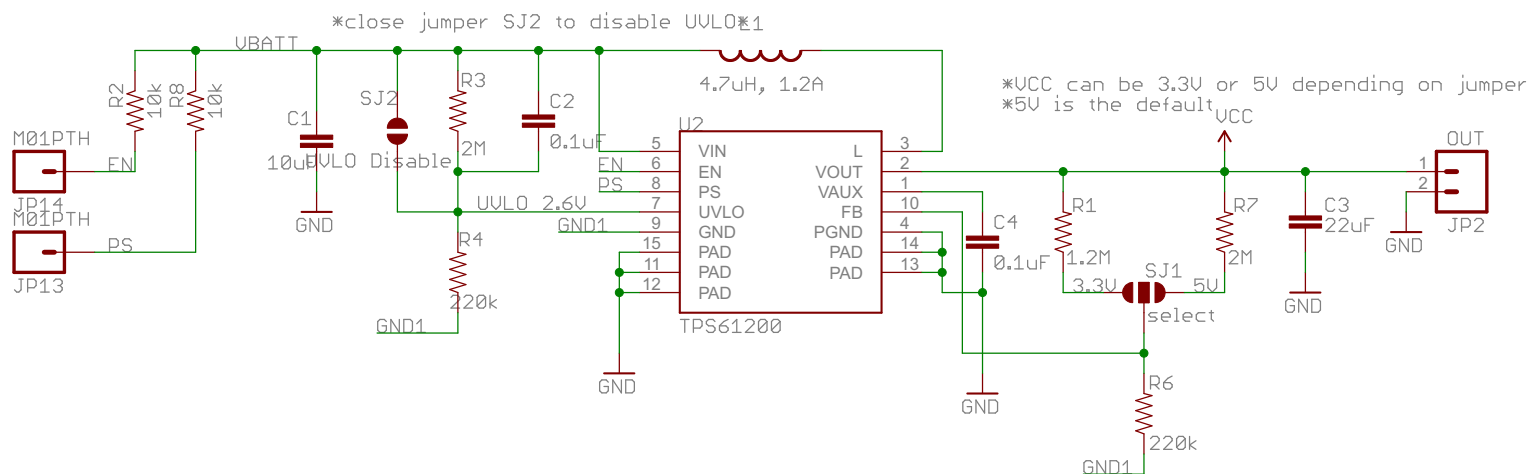 *close jumper SJ2 to disable UVLO*
L1
VBATT
4.7uH, 1.2A
*VCC can be 3.3V or 5V depending on jumper
*5V is the default
VCC
R2
10k
R8
10k
C1
10uF
SJ2
UVLO Disable
R3
2M
C2
0.1uF
M01PTH
EN
JP14
M01PTH
PS
JP13
GND
U2
EN
PS
UVLO 2.6V
GND1
5 VIN L 3
6 EN VOUT 2
8 PS VAUX 1
7 UVLO FB 10
9 GND PGND 4
15 PAD PAD 14
11 PAD PAD 13
12 PAD
TPS61200
R4
220k
GND1
GND
C4
0.1uF
GND
R1
1.2M
R7
2M
SJ1
3.3V
5V
select
R6
220k
GND1
C3
22uF
GND
OUT
1
2
JP2
GND